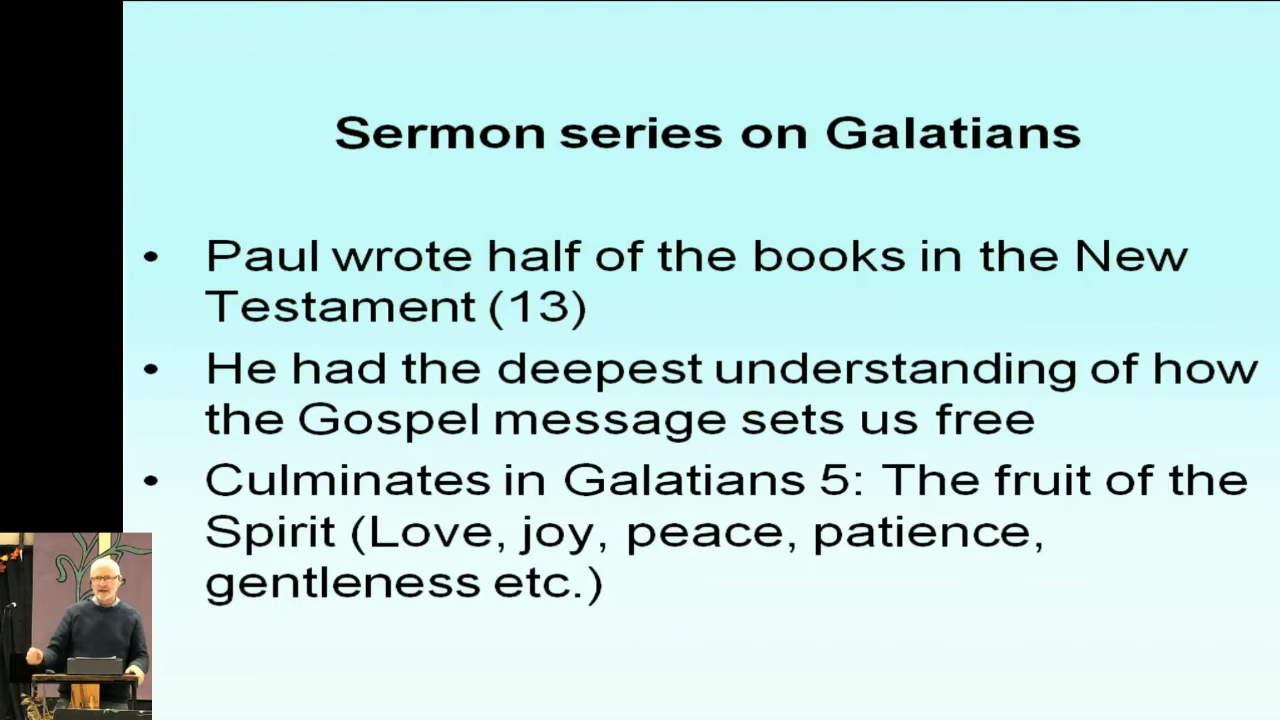 Sermon series on Galatians
• Paul wrote half of the books in the New
Testament (13)
• He had the deepest understanding of how
the Gospel message sets us free
• Culminates in Galatians 5: The fruit of the
Spirit (Love, joy, peace, patience,
gentleness etc.)